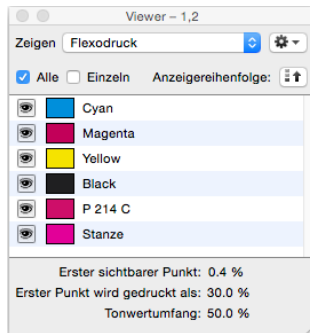 Viewer – 1,2
Zeigen Flexodruck
Alle Einzeln Anzeigereihenfolge:
Cyan
Magenta
Yellow
Black
P 214 C
Stanze
Erster sichtbarer Punkt: 0.4 %
Erster Punkt wird gedruckt als: 30.0 %
Tonwertumfang: 50.0 %